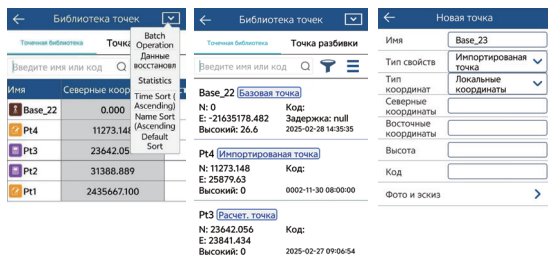 Библиотека точек
Точечная библиотека
Точка
Введите имя или код
Batch
Operation
Данные
восстановл
Statistics
Time Sort (
Ascending)
Name Sort
(Ascending
Default
Sort
Имя
Северные коор
Base_22
0.000
Pt4
11273.148
Pt3
23642.05
Pt2
31388.889
Pt1
2435667.100
Библиотека точек
Точечная библиотека
Точка разбивки
Введите имя или код
Base_22 Базовая точка
N: 0
Код:
E: -21635178.482
Задержка: null
Высокий: 26.6
2025-02-28 14:35:35
Pt4 Импортирования точка
N: 11273.148
Код:
E: 25879.63
Высокий: 0
0002-11-30 08:00:00
Pt3 Расчет. точка
N: 23642.056
Код:
E: 23841.434
Высокий: 0
2025-02-27 09:06:54
Новая точка
Имя
Base_23
Тип свойств
Импортированая
точка
Тип
координат
Локальные
координаты
Северные
координаты
Восточные
координаты
Высота
Код
Фото и эскиз